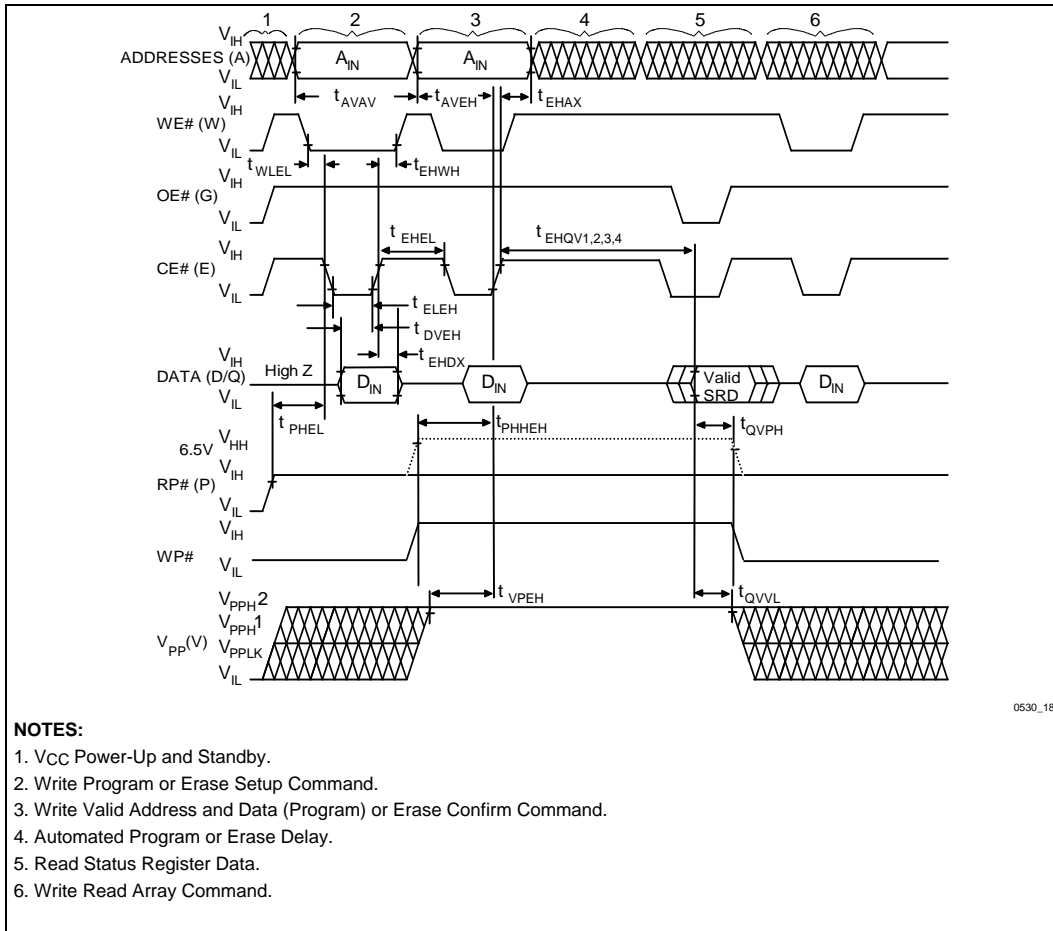 1 2 3 4 5 6
VIH
ADDRESSES (A) AIN AIN
VIL
tAVAV tAVEH tEHAX
VIH
WE# (W)
VIL
tWLEL tEHWH
VIH
OE# (G)
VIL
tEHEL tEHQV1,2,3,4
VIH
CE# (E)
VIL
tELEH
tDVEH
tEHDX
VIH
DATA (D/Q) High Z DIN DIN Valid SRD DIN
VIL
tPHEL tPHHEH tQVPH
6.5V VHH
VIH
RP# (P)
VIL
VIH
WP#
VIL
tVPEH tQVVL
VPPH2
VPPH1
VPP(V) VPPLK
VIL
0530_18
NOTES:
1. VCC Power-Up and Standby.
2. Write Program or Erase Setup Command.
3. Write Valid Address and Data (Program) or Erase Confirm Command.
4. Automated Program or Erase Delay.
5. Read Status Register Data.
6. Write Read Array Command.